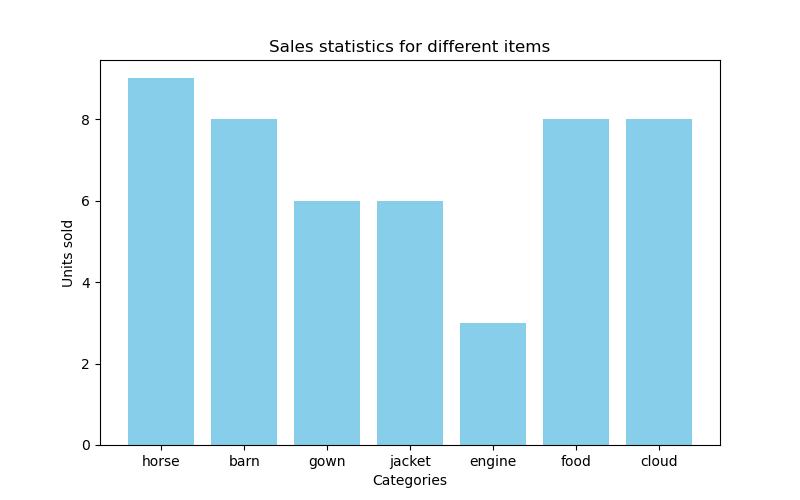 Sales statistics for different items
Units sold
8
6
4
2
0
horse barn gown jacket engine food cloud
Categories